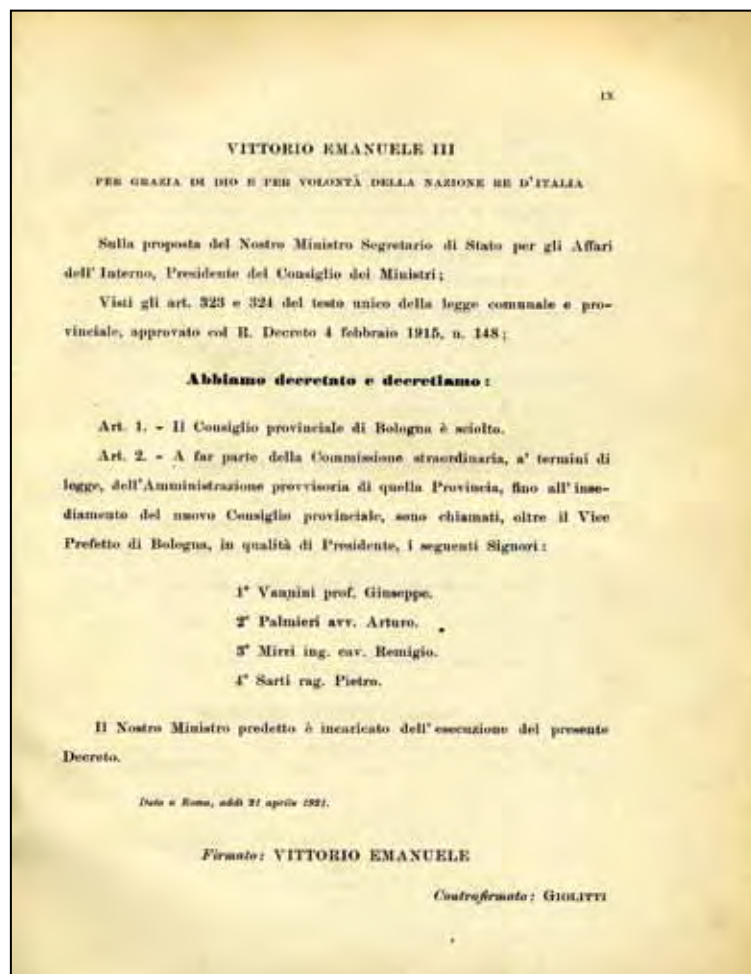 IX
VITTORIO EMANUELE III
PER GRAZIA DI DIO E PER VOLONTÀ DELLA NAZIONE RE D'ITALIA
Sulla proposta del Nostro Ministro Segretario di Stato per gli Affari
dell' Interno, Presidente del Consiglio dei Ministri;
Visti gli art. 323 e 324 del testo unico della legge comunale e pro-
vinciale, approvato col R. Decreto 4 febbraio 1915, n. 148;
Abbiamo decretato e decretiamo:
Art. 1. - Il Consiglio provinciale di Bologna è sciolto.
Art. 2. - A far parte della Commissione straordinaria, a' termini di
legge, dell'Amministrazione provvisoria di quella Provincia, fino all' inse-
diamento del nuovo Consiglio provinciale, sono chiamati, oltre il Vice
Prefetto di Bologna, in qualità di Presidente, i seguenti Signori:
1° Vannini prof. Giuseppe.
2° Palmieri avv. Arturo.
3° Mirri ing. cav. Remigio.
4° Sarti rag. Pietro.
Il Nostro Ministro predetto è incaricato dell' esecuzione del presente
Decreto.
Dato a Roma, addì 21 aprile 1921.
Firmato: VITTORIO EMANUELE
Controfirmato: GIOLITTI